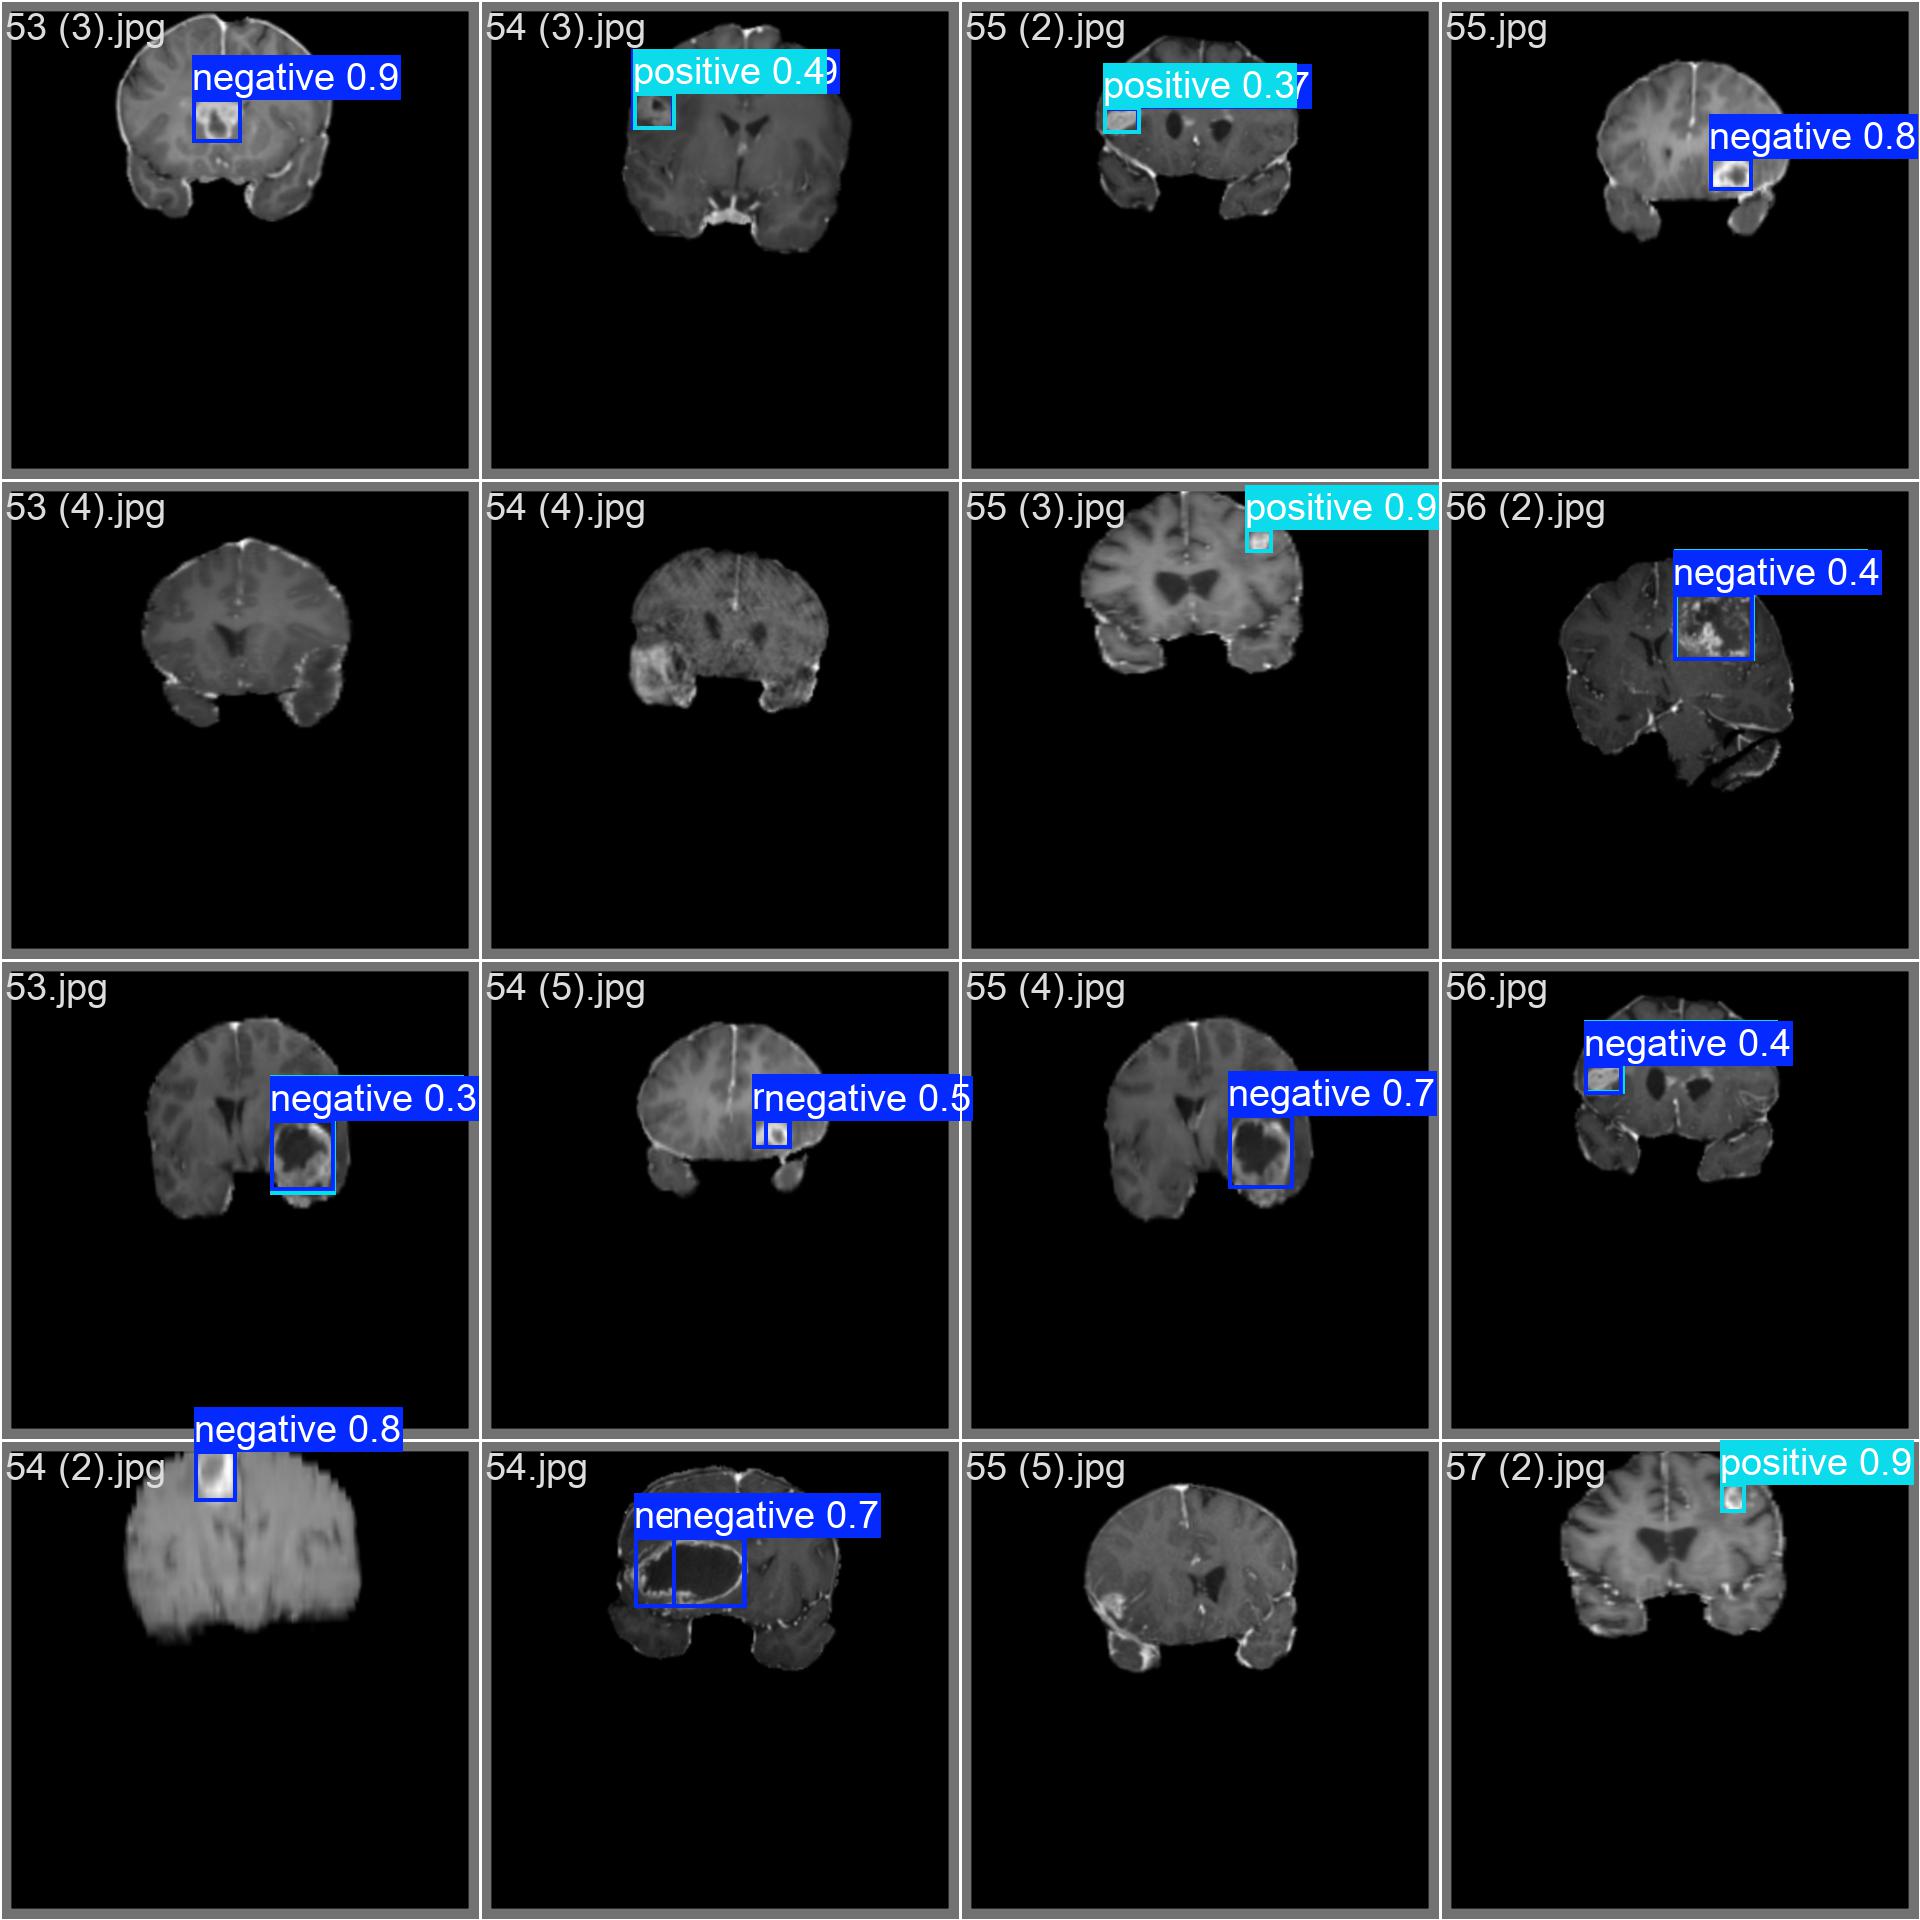 53 (3).jpg
negative 0.9
54 (3).jpg
positive 0.4
9
55 (2).jpg
positive 0.3
7
55.jpg
negative 0.8
53 (4).jpg
54 (4).jpg
55 (3).jpg
positive 0.9
56 (2).jpg
negative 0.4
53.jpg
negative 0.3
54 (5).jpg
negative 0.5
55 (4).jpg
negative 0.7
56.jpg
negative 0.4
54 (2).jpg
negative 0.8
54.jpg
ne
negative 0.7
55 (5).jpg
57 (2).jpg
positive 0.9